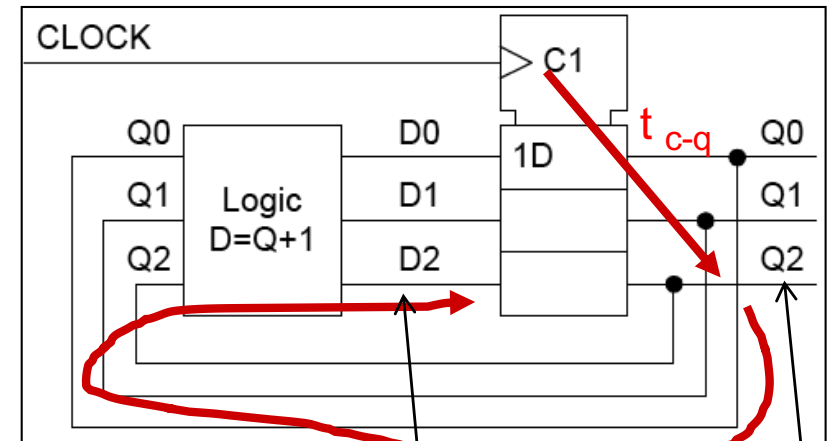 CLOCK
C1
t c-q
Q0 D0 Q0
1D
Q1 Logic D1 Q1
D=Q+1
Q2 D2 Q2